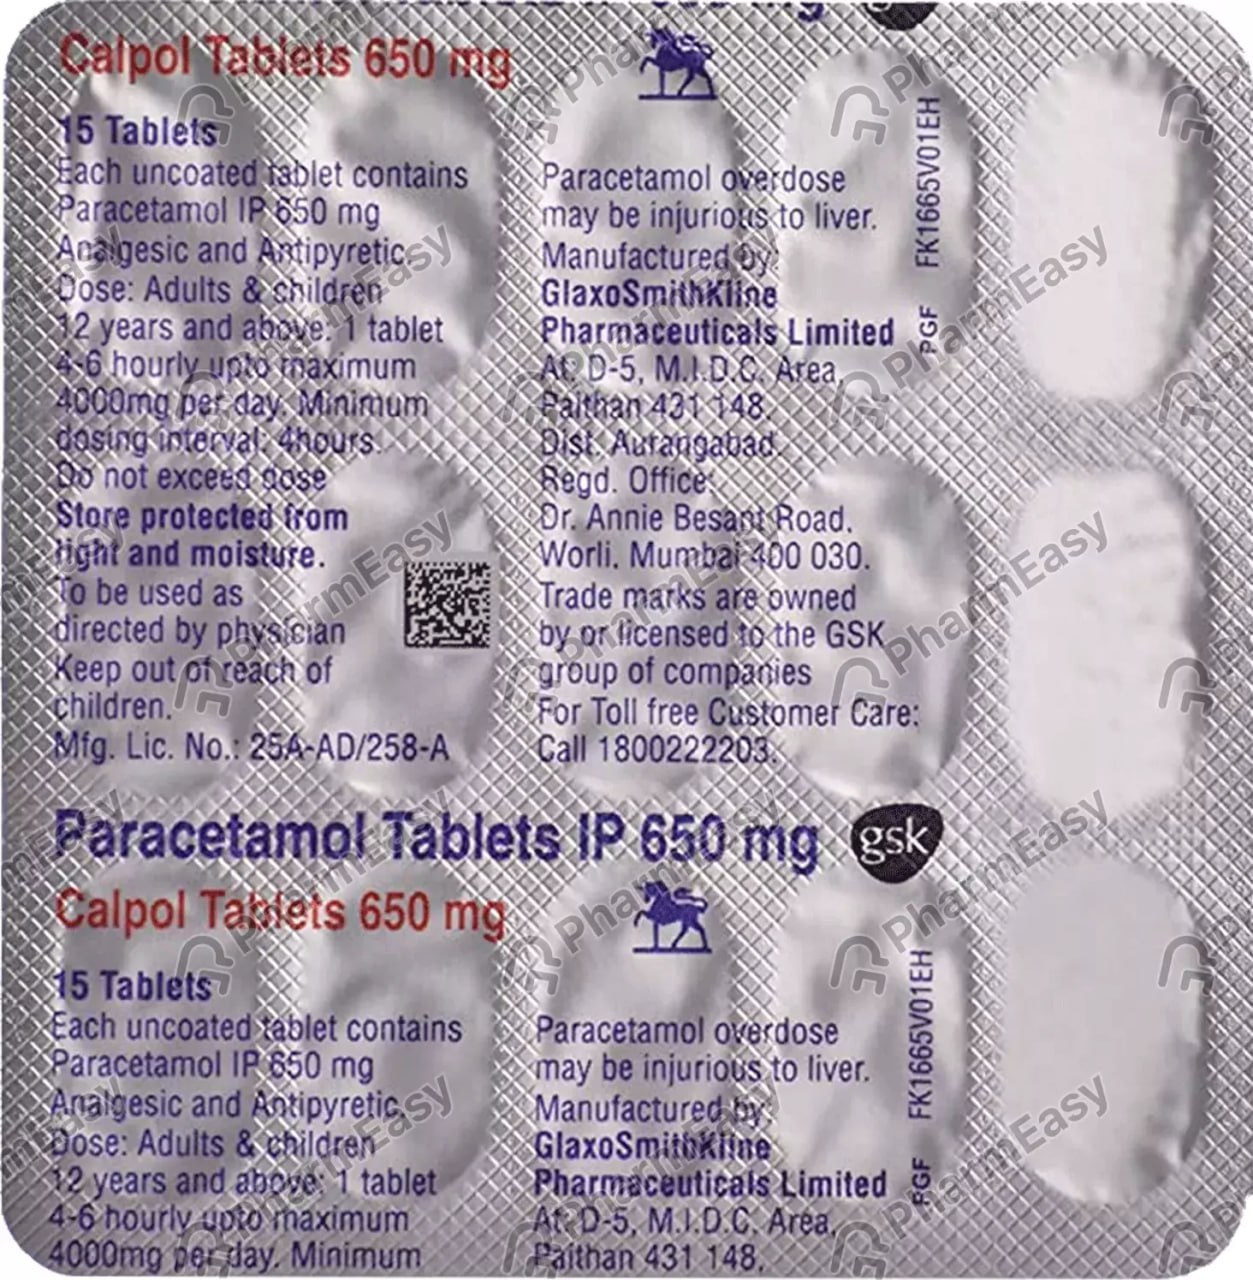 mg
Calpol Tablets 650 mg
15 Tablets
Each uncoated tablet contains
Paracetamol IP 650 mg
Analgesic and Antipyretic.
Dose: Adults & children
12 years and above: 1 tablet
4-6 hourly upto maximum
4000mg per day. Minimum
dosing interval: 4hours.
Do not exceed dose
Store protected from
light and moisture.
To be used as
directed by physician
Keep out of reach of
children.
Mfg. Lic. No.: 25A-AD/258-A
Paracetamol overdose
may be injurious to liver.
Manufactured by:
GlaxoSmithKline
Pharmaceuticals Limited
At: D-5, M.I.D.C. Area,
Paithan 431 148.
Dist. Aurangabad.
Regd. Office:
Dr. Annie Besant Road.
Worli. Mumbai 400 030.
Trade marks are owned
by or licensed to the GSK
group of companies
For Toll free Customer Care:
Call 1800222203.
FK1665V01EH
PGF
Paracetamol Tablets IP 650 mg
gsk
Calpol Tablets 650 mg
15 Tablets
Each uncoated tablet contains
Paracetamol IP 650 mg
Analgesic and Antipyretic.
Dose: Adults & children
12 years and above: 1 tablet
4-6 hourly upto maximum
4000mg per day. Minimum
Paracetamol overdose
may be injurious to liver.
Manufactured by:
GlaxoSmithKline
Pharmaceuticals Limited
At: D-5, M.I.D.C. Area,
Paithan 431 148.
FK1665V01EH
PGF
PharmEasy